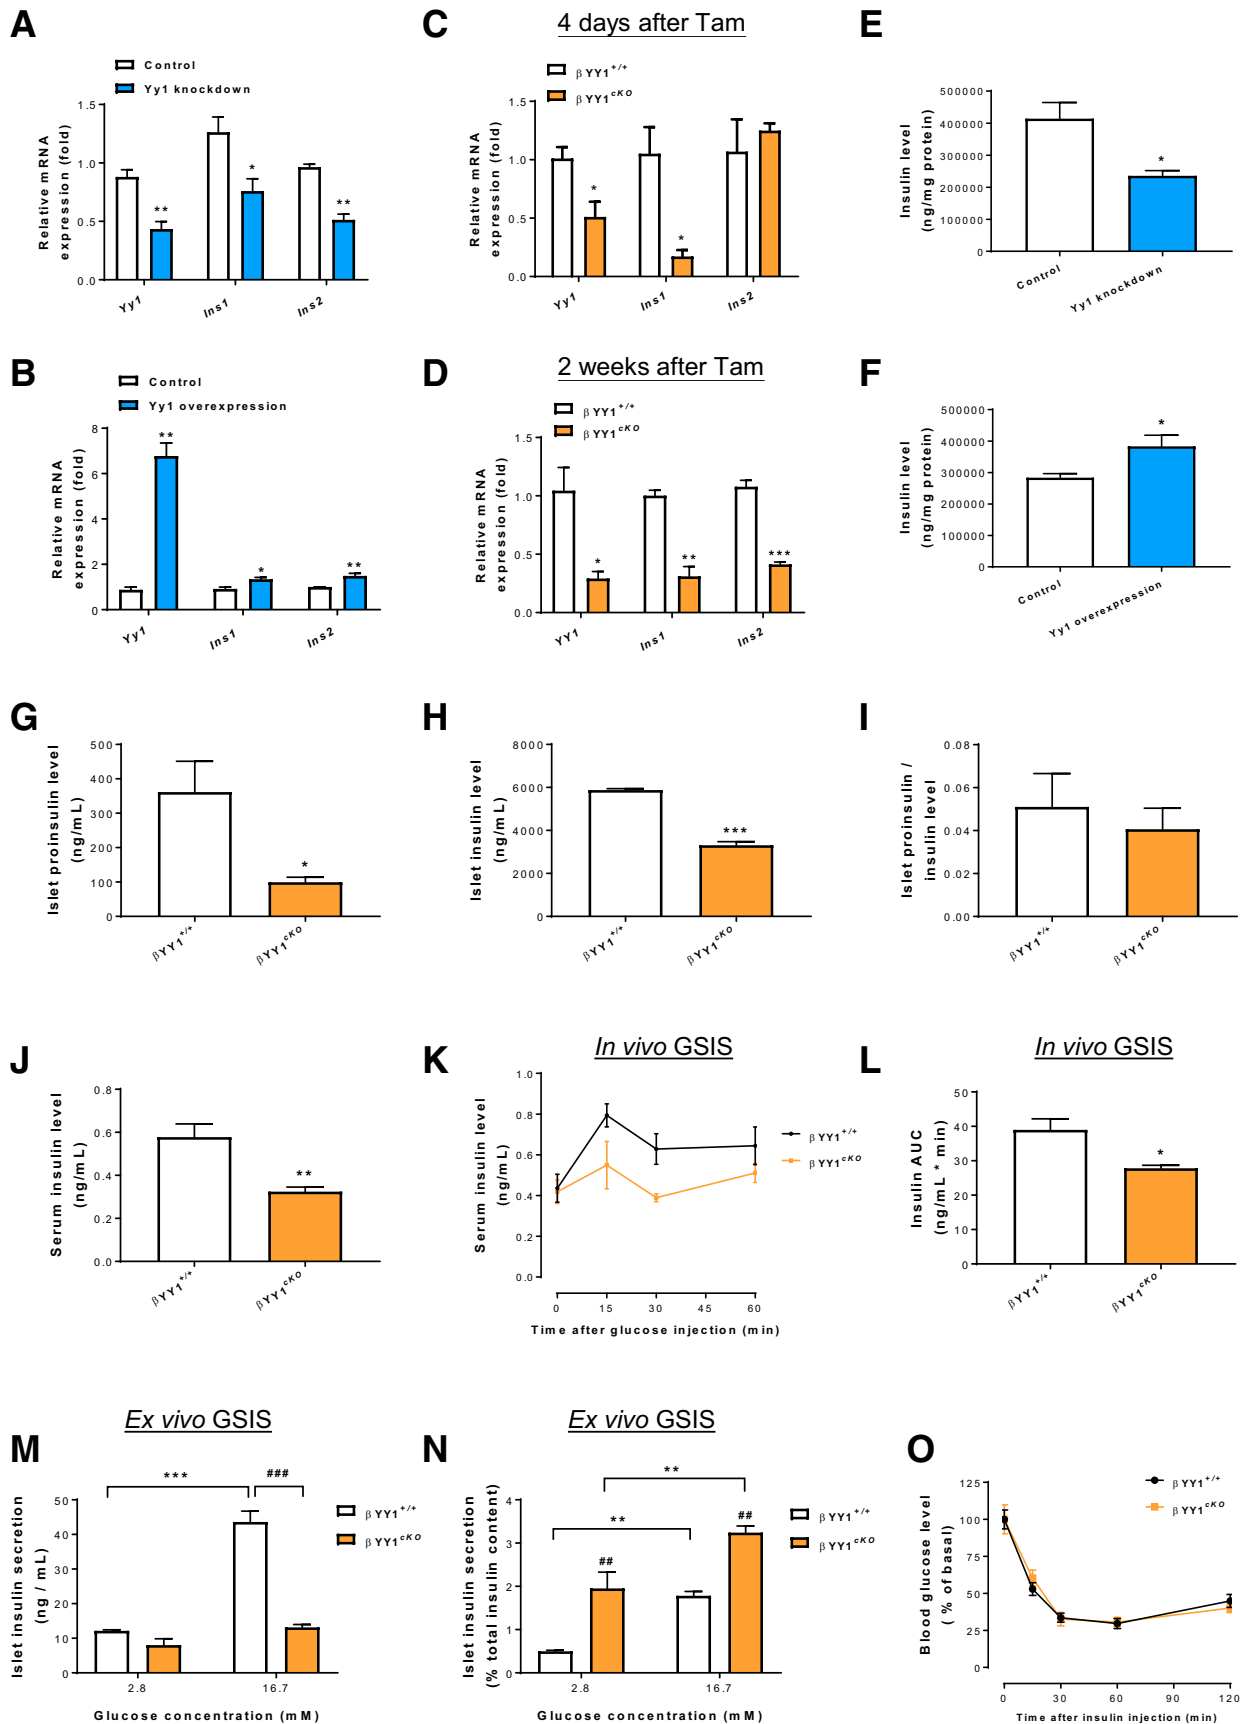 A
Control
Yy1 knockdown
Relative mRNA
expression (fold)
1.5
1.0
0.5
0.0
**
*
**
Yy1
Ins1
Ins2
C
4 days after Tam
β YY1+/+
β YY1cKO
Relative mRNA
expression (fold)
1.5
1.0
0.5
0.0
*
*
Yy1
Ins1
Ins2
E
Insulin level
(ng/mg protein)
500000
400000
300000
200000
100000
0
*
Control
Yy1 knockdown
B
Control
Yy1 overexpression
Relative mRNA
expression (fold)
8
6
4
2
0
**
*
**
Yy1
Ins1
Ins2
D
2 weeks after Tam
β YY1+/+
β YY1cKO
Relative mRNA
expression (fold)
1.5
1.0
0.5
0.0
*
**
***
YY1
Ins1
Ins2
F
Insulin level
(ng/mg protein)
500000
400000
300000
200000
100000
0
*
Control
Yy1 overexpression
G
Islet proinsulin level
(ng/mL)
500
400
300
200
100
0
*
βYY1+/+
βYY1cKO
H
Islet insulin level
(ng/mL)
8000
6000
4000
2000
0
***
βYY1+/+
βYY1cKO
I
Islet proinsulin /
insulin level
0.08
0.06
0.04
0.02
0.00
βYY1+/+
βYY1cKO
J
Serum insulin level
(ng/mL)
0.8
0.6
0.4
0.2
0.0
**
βYY1+/+
βYY1cKO
K
In vivo GSIS
Serum insulin level
(ng/mL)
1.0
0.8
0.6
0.4
0.2
0.0
β YY1+/+
β YY1cKO
0 15 30 45 60
Time after glucose injection (min)
L
In vivo GSIS
Insulin AUC
(ng/mL * min)
50
40
30
20
10
0
*
βYY1+/+
βYY1cKO
M
Ex vivo GSIS
*** ###
Islet insulin secretion
(ng / mL)
50
40
30
20
10
0
β YY1+/+
β YY1cKO
2.8 16.7
Glucose concentration (mM)
N
Ex vivo GSIS
**
**
## ##
Islet insulin secretion
(% total insulin content)
4
3
2
1
0
β YY1+/+
β YY1cKO
2.8 16.7
Glucose concentration (mM)
O
β YY1+/+
β YY1cKO
Blood glucose level
( % of basal)
125
100
75
50
25
0
0 30 60 90 120
Time after insulin injection (min)